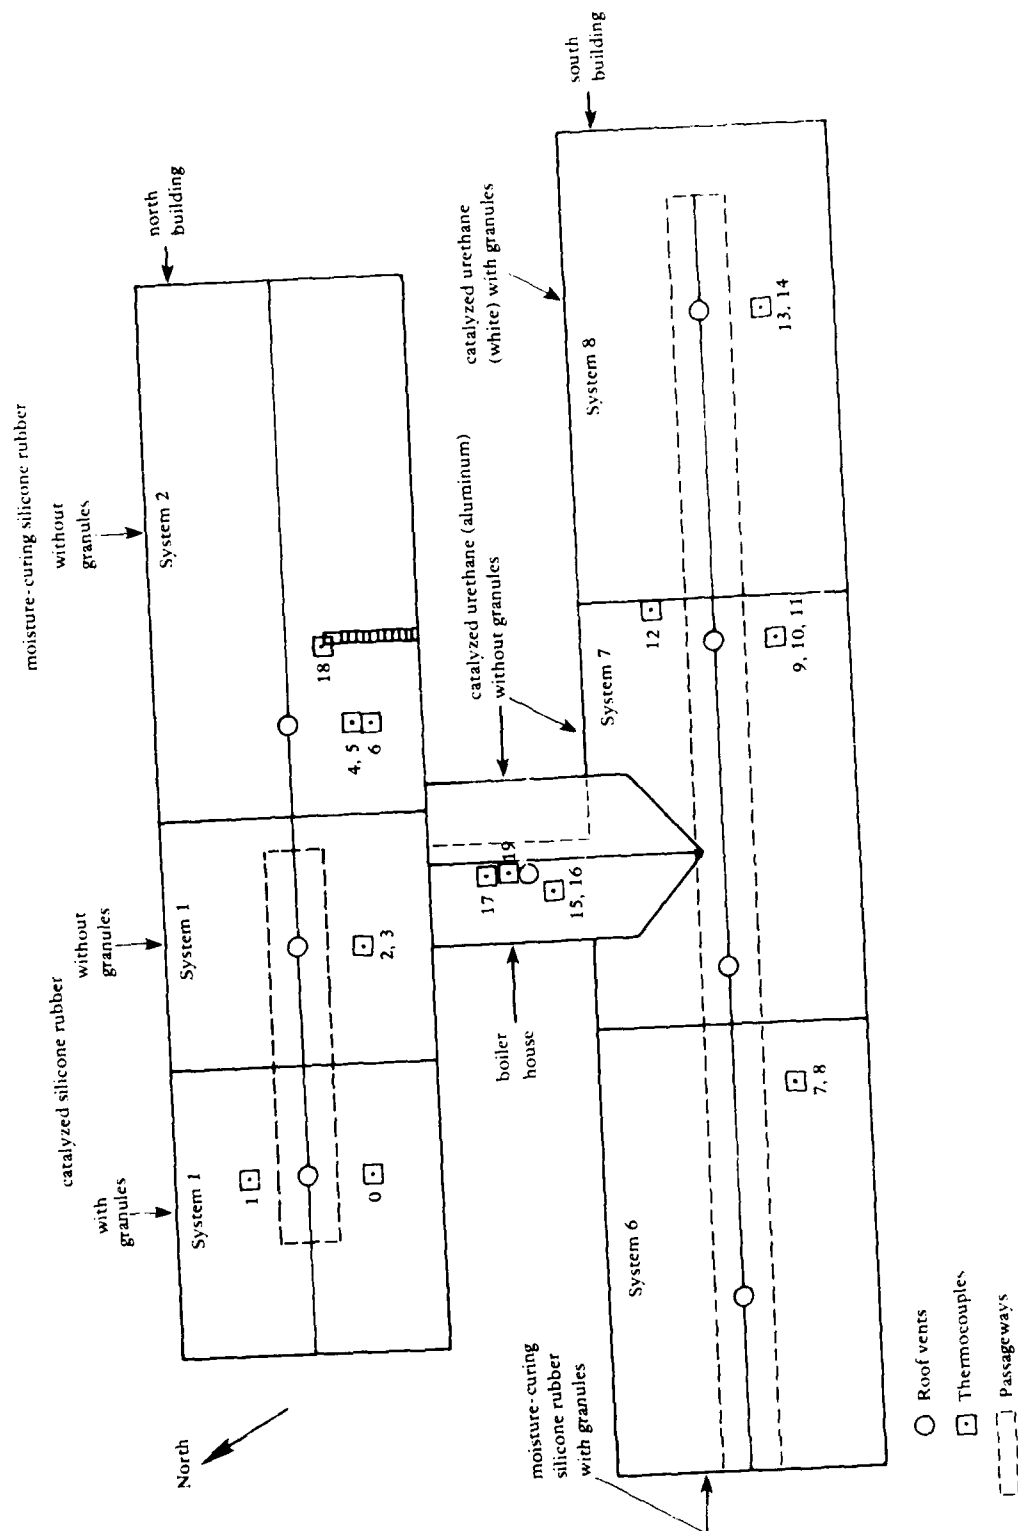 moisture-curing silicone rubber
without
granules
north
building
System 2
18
4, 5
6
catalyzed silicone rubber
without
granules
System 1
2, 3
with
granules
System 1
1
0
North
south
building
catalyzed urethane
(white) with granules
System 8
13, 14
catalyzed urethane (aluminum)
without granules
System 7
12
9, 10, 11
19
17
15, 16
boiler
house
System 6
7, 8
moisture-curing
silicone rubber
with granules
Roof vents
Thermocouples
Passageways